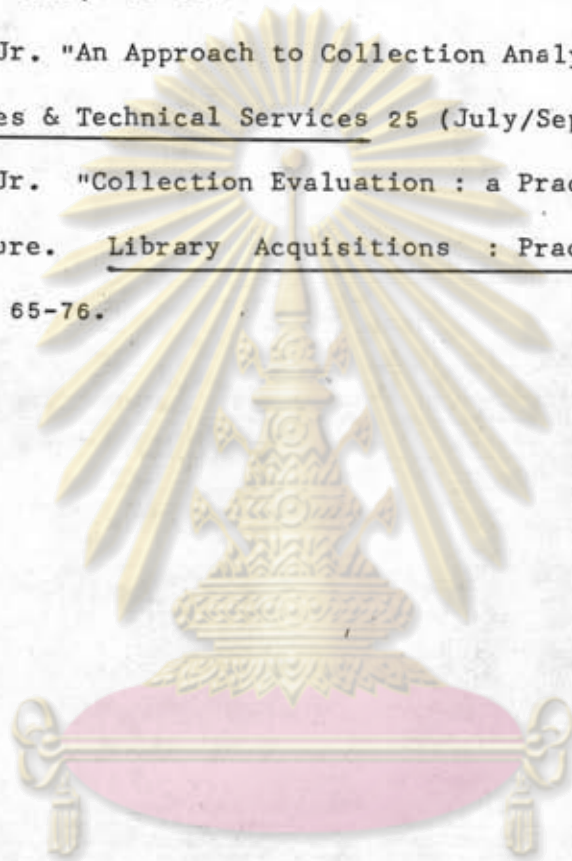 Jr. "An Approach to Collection Analy
es & Technical Services 25 (July/Sep
Jr. "Collection Evaluation : a Prac
ure. Library Acquisitions : Prac
65-76.